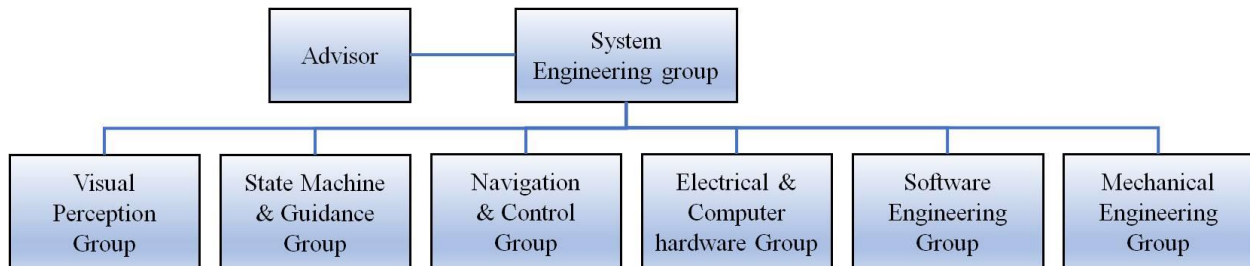 Advisor
System
Engineering group
Visual
Perception
Group
State Machine
& Guidance
Group
Navigation
& Control
Group
Electrical &
Computer
hardware Group
Software
Engineering
Group
Mechanical
Engineering
Group